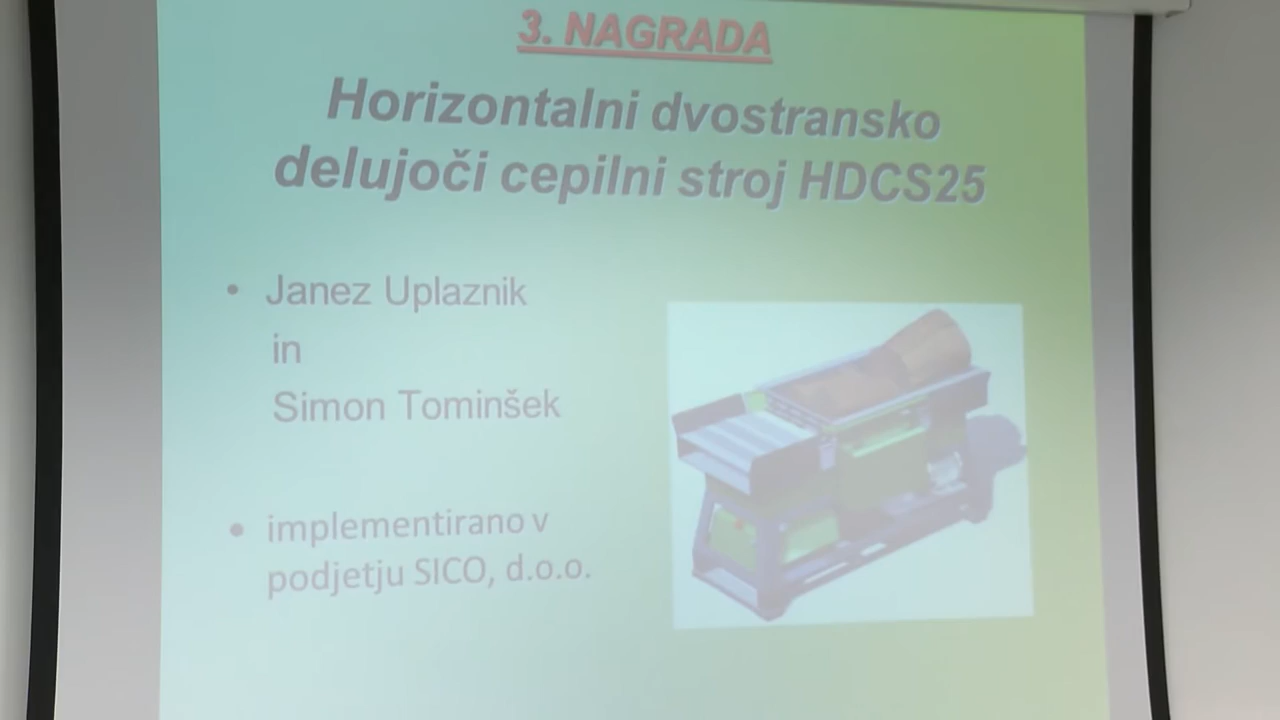 3. NAGRADA
Horizontalni dvostransko
delujoči cepilni stroj HDCS25
• Janez Uplaznik
in
Simon Tominšek
• implementirano v
podjetju SICO, d.o.o.